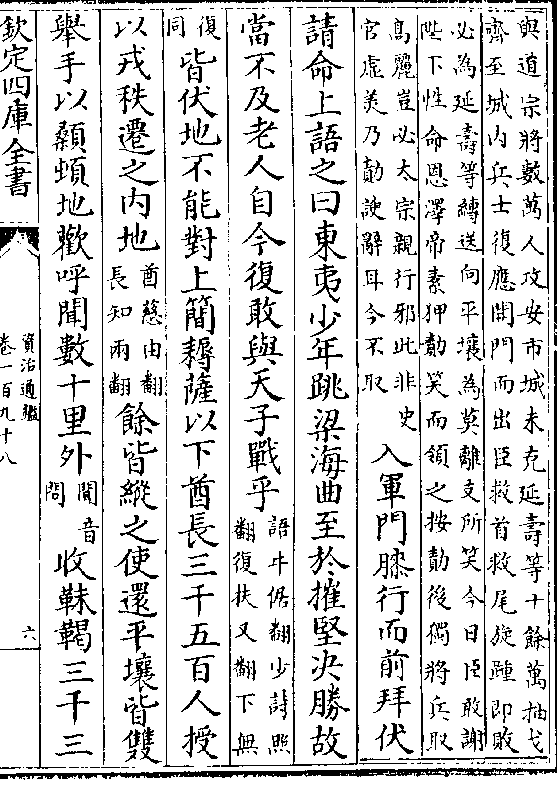 與道宗將數萬人攻安市城未克延壽等十餘萬抽戈
齊至城内兵士復應開門而出臣救首救尾旋踵即敗
必為延壽等縛送向平壤為莫離支所笑今日臣敢謝
陛下性命恩澤帝素狎勣笑而頷之按勣後獨將兵取
髙麗豈必太宗親行邪此非史
官虛美乃勣諛辭耳今不取
入軍門膝行而前拜伏
請命上語之曰東夷少年跳梁海曲至於摧堅決勝故
當不及老人自今復敢與天子戰乎
語牛倨翻少詩照
翻復扶又翻下無
復
同
皆伏地不能對上簡耨薩以下酋長三千五百人授
以戎秩遷之内地
酋慈由翻
長知兩翻
餘皆縱之使還平壤皆雙
舉手以顙頓地歡呼聞數十里外
聞音
問
收靺鞨三千三
欽定四庫全書
資治通鑑
卷一百九十八
六